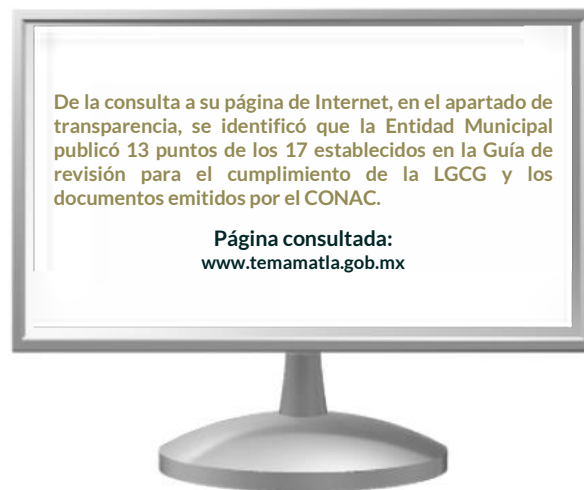 De la consulta a su página de Internet, en el apartado de
transparencia, se identificó que la Entidad Municipal
publicó 13 puntos de los 17 establecidos en la Guía de
revisión para el cumplimiento de la LGCG y los
documentos emitidos por el CONAC.
Página consultada:
www.temamatla.gob.mx